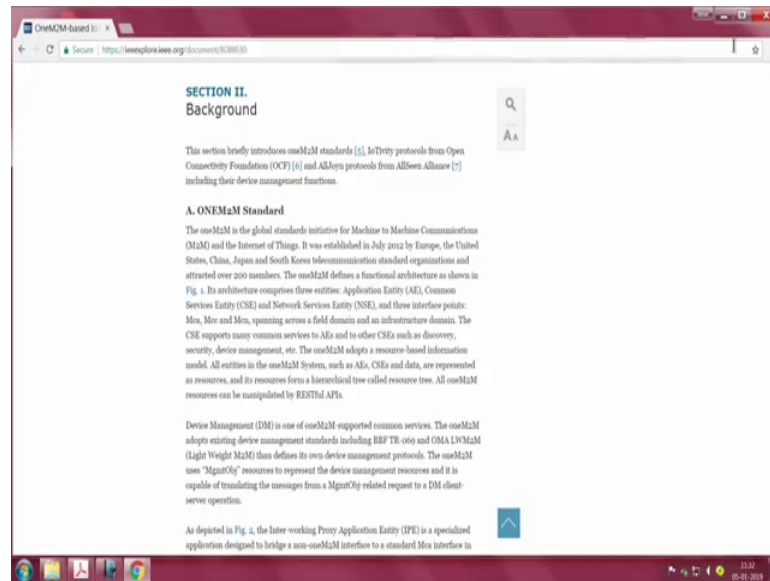 OneM2M-based Io
Secure | https://ieeexplore.ieee.org/document/8088630
SECTION II.
Background
This section briefly introduces oneM2M standards [5], IoTivity protocols from Open
Connectivity Foundation (OCF) [6] and AllJoyn protocols from AllSeen Alliance [7]
including their device management functions.
A. ONEM2M Standard
The oneM2M is the global standards initiative for Machine to Machine Communications
(M2M) and the Internet of Things. It was established in July 2012 by Europe, the United
States, China, Japan and South Korea telecommunication standard organizations and
attracted over 200 members. The oneM2M defines a functional architecture as shown in
Fig. 1. Its architecture comprises three entities: Application Entity (AE), Common
Services Entity (CSE) and Network Services Entity (NSE), and three interface points:
Mca, Mcc and Mcn, spanning across a field domain and an infrastructure domain. The
CSE supports many common services to AEs and to other CSEs such as discovery,
security, device management, etc. The oneM2M adopts a resource-based information
model. All entities in the oneM2M System, such as AEs, CSEs and data, are represented
as resources, and its resources form a hierarchical tree called resource tree. All oneM2M
resources can be manipulated by RESTful APIs.
Device Management (DM) is one of oneM2M-supported common services. The oneM2M
adopts existing device management standards including BBF TR-069 and OMA LWM2M
(Light Weight M2M) than defines its own device management protocols. The oneM2M
uses "MgmtObj" resources to represent the device management resources and it is
capable of translating the messages from a MgmtObj-related request to a DM client-
server operation.
As depicted in Fig. 2, the Inter-working Proxy Application Entity (IPE) is a specialized
application designed to bridge a non-oneM2M interface to a standard Mca interface in
AA
11:32
05-01-2019